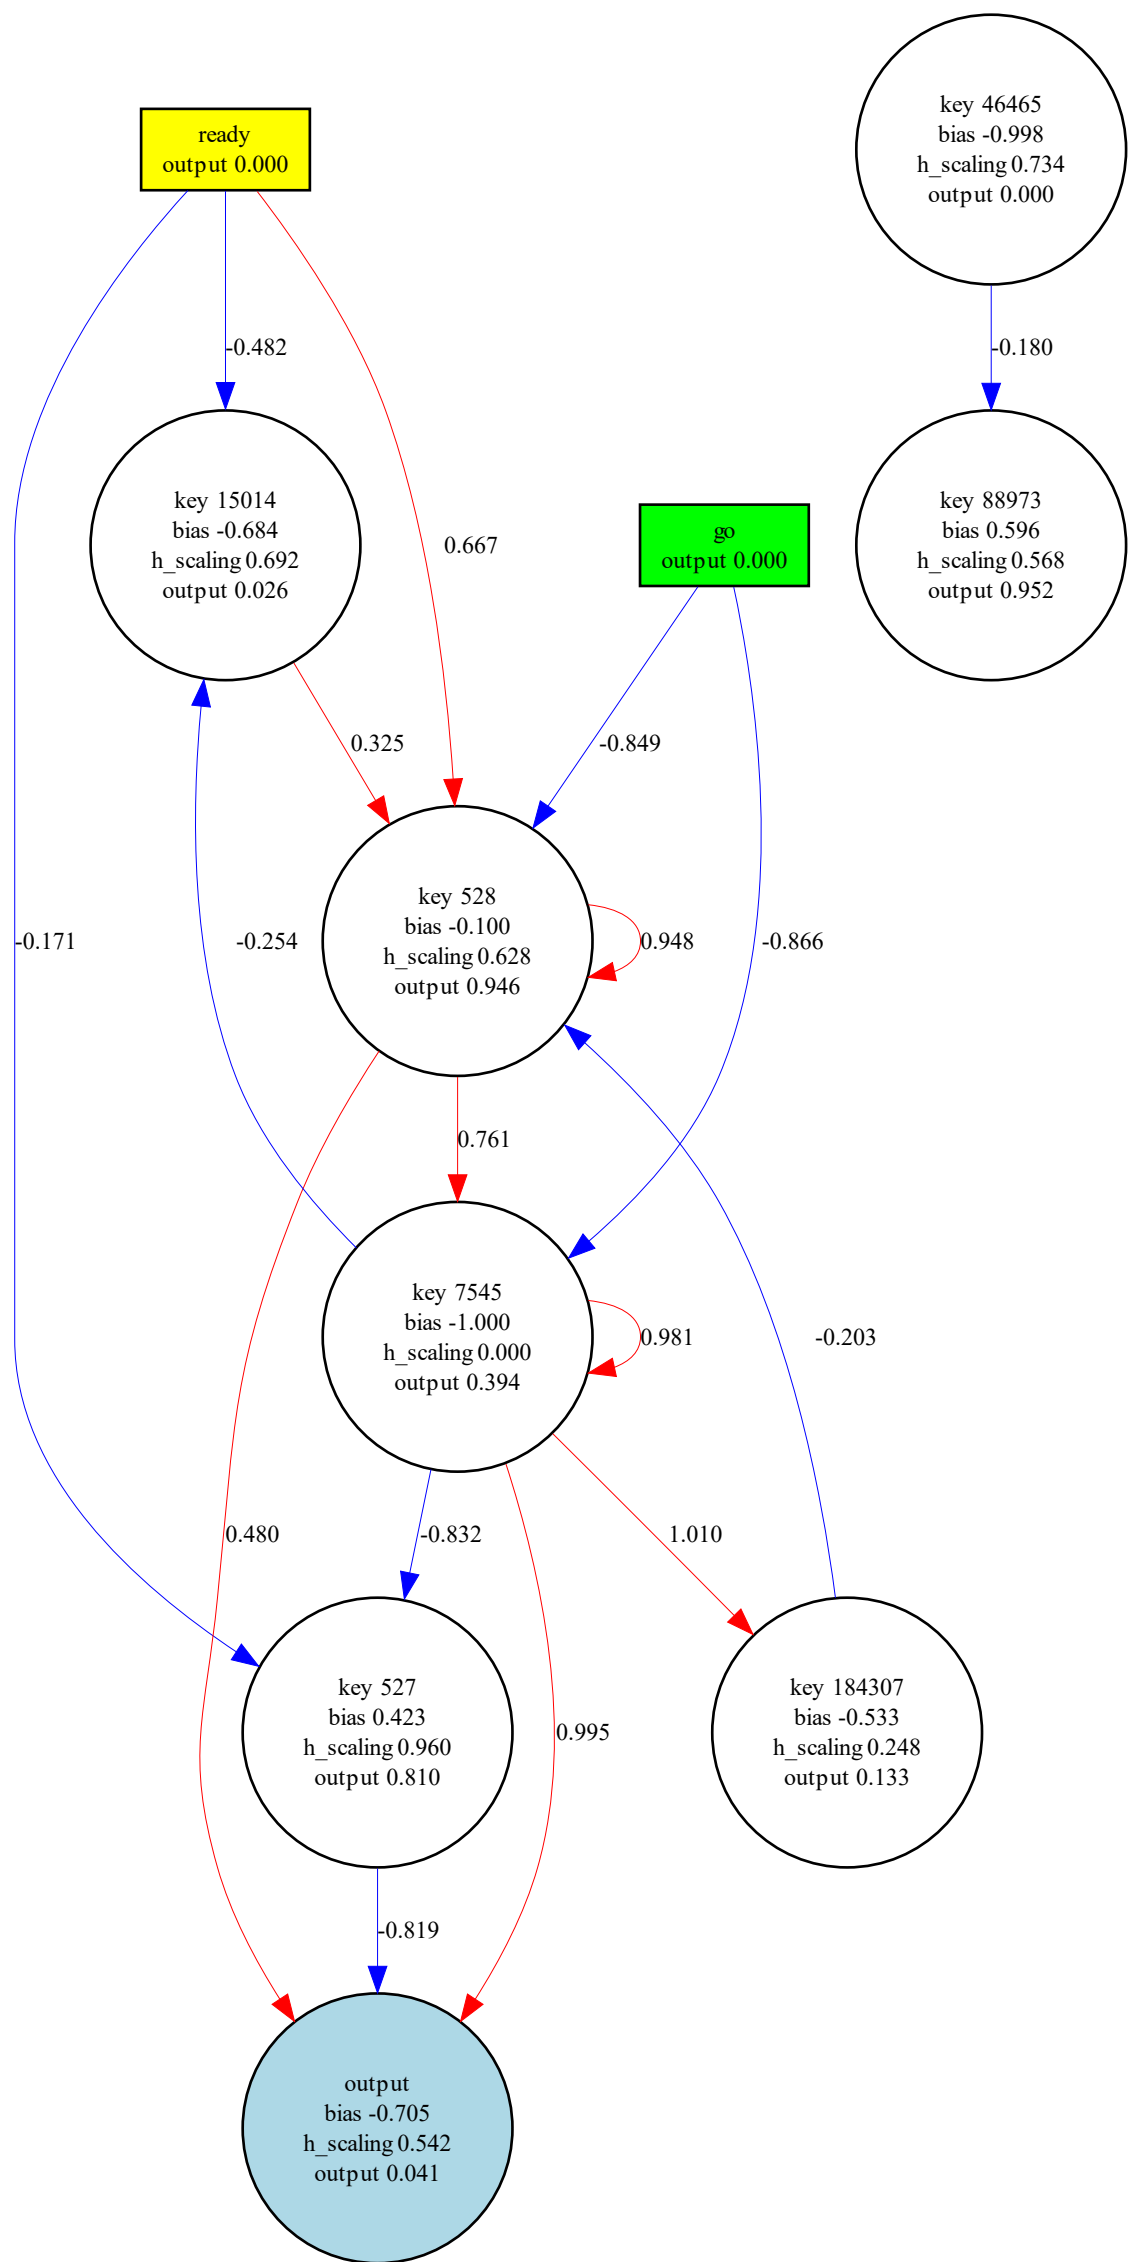 key 46465
bias -0.998
h_scaling 0.734
output 0.000
ready
output 0.000
-0.482
-0.180
key 15014
bias -0.684
h_scaling 0.692
output 0.026
0.667
go
output 0.000
key 88973
bias 0.596
h_scaling 0.568
output 0.952
0.325
-0.849
-0.171
-0.254
key 528
bias -0.100
h_scaling 0.628
output 0.946
0.948
-0.866
0.761
key 7545
bias -1.000
h_scaling 0.000
output 0.394
0.981
-0.203
0.480
-0.832
1.010
key 527
bias 0.423
h_scaling 0.960
output 0.810
0.995
key 184307
bias -0.533
h_scaling 0.248
output 0.133
-0.819
output
bias -0.705
h_scaling 0.542
output 0.041